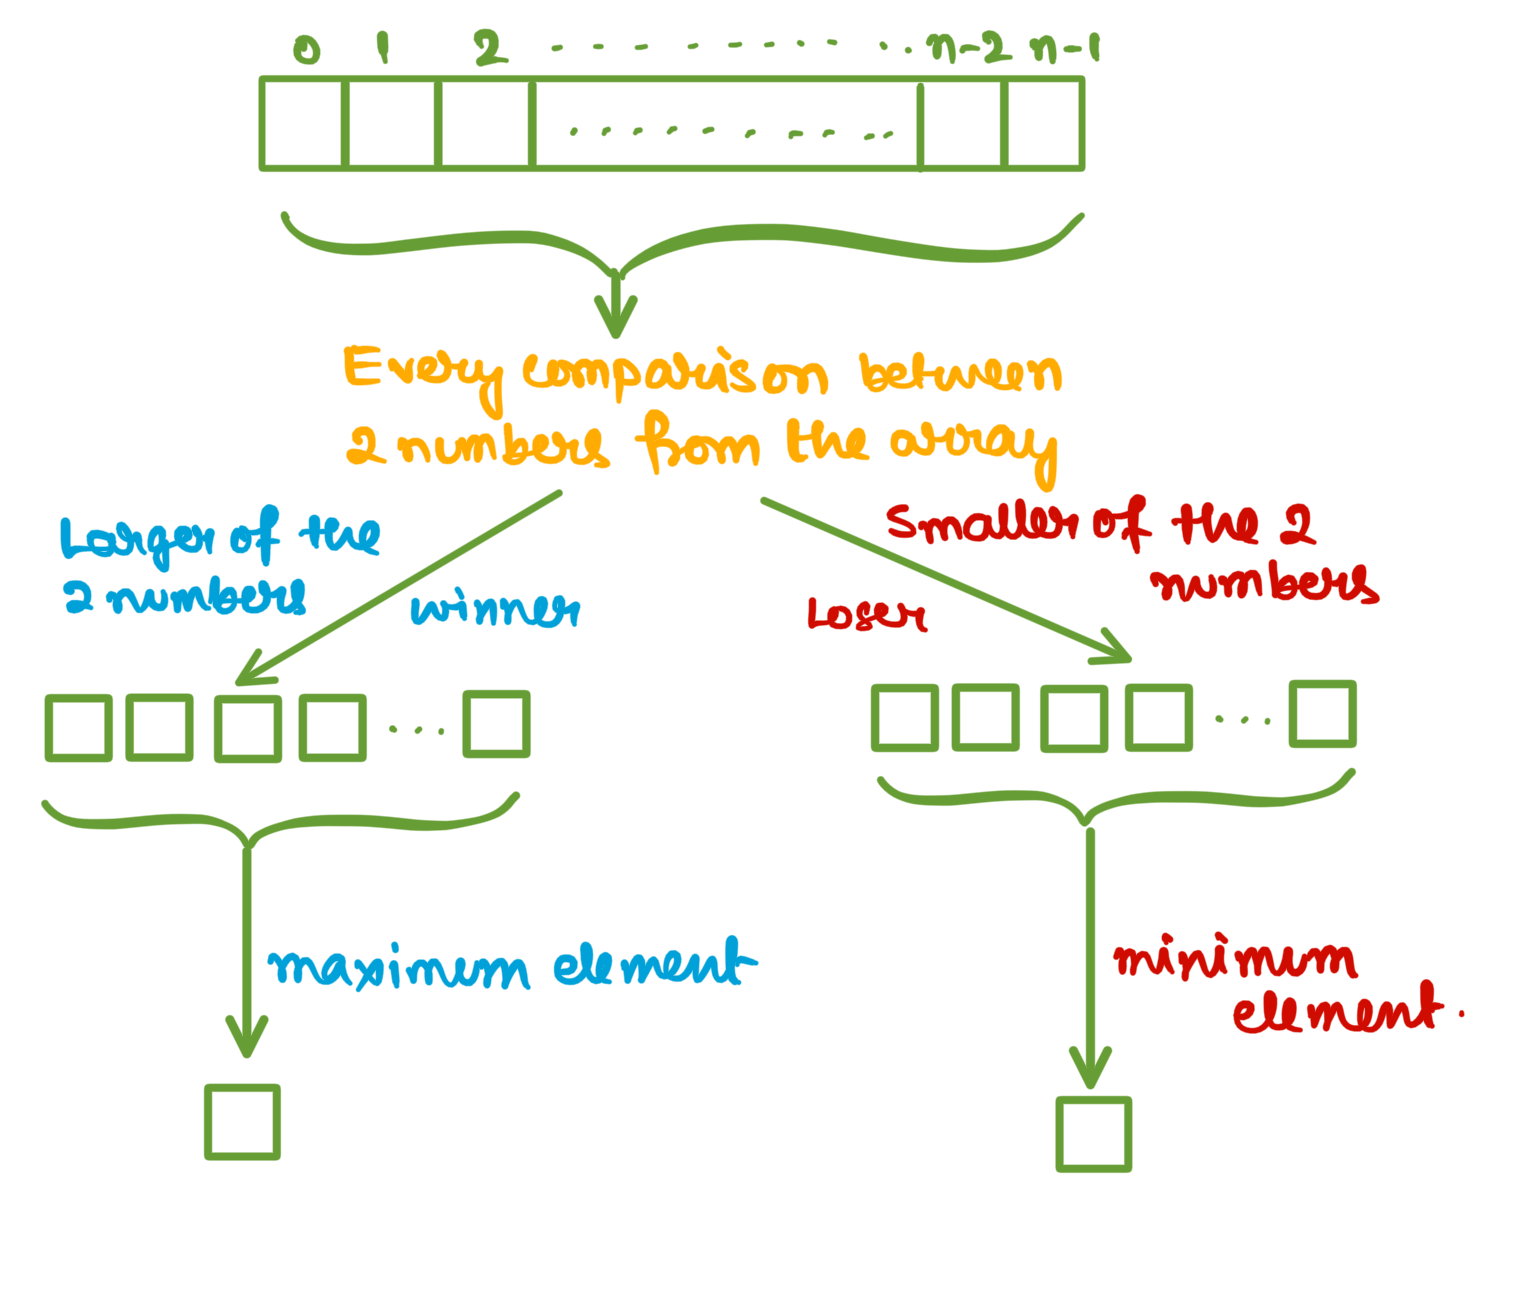 0 1 2 - - - - - - - - . . n-2 n-1
. . . . . . . . . .
Every comparison between
2 numbers from the array
Larger of the
2 numbers
winner
Smaller of the 2
numbers
Loser
...
...
maximum element
minimum
element.